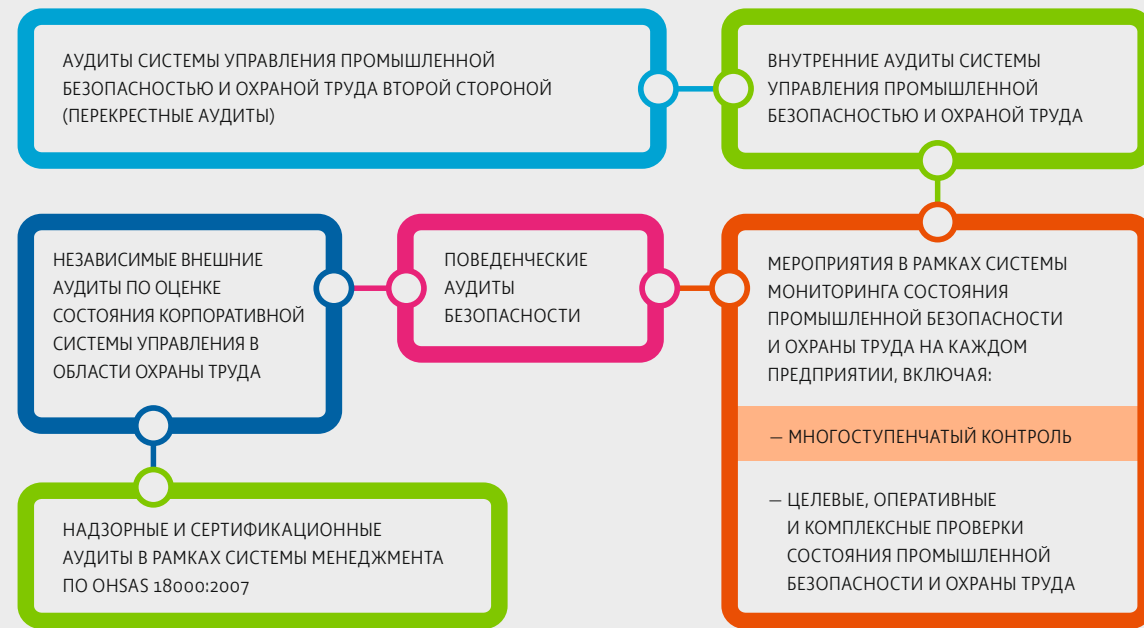 АУДИТЫ СИСТЕМЫ УПРАВЛЕНИЯ ПРОМЫШЛЕННОЙ
БЕЗОПАСНОСТЬЮ И ОХРАНОЙ ТРУДА ВТОРОЙ СТОРОНОЙ
(ПЕРЕКРЕСТНЫЕ АУДИТЫ)
ВНУТРЕННИЕ АУДИТЫ СИСТЕМЫ
УПРАВЛЕНИЯ ПРОМЫШЛЕННОЙ
БЕЗОПАСНОСТЬЮ И ОХРАНОЙ ТРУДА
НЕЗАВИСИМЫЕ ВНЕШНИЕ
АУДИТЫ ПО ОЦЕНКЕ
СОСТОЯНИЯ КОРПОРАТИВНОЙ
СИСТЕМЫ УПРАВЛЕНИЯ В
ОБЛАСТИ ОХРАНЫ ТРУДА
ПОВЕДЕНЧЕСКИЕ
АУДИТЫ
БЕЗОПАСНОСТИ
МЕРОПРИЯТИЯ В РАМКАХ СИСТЕМЫ
МОНИТОРИНГА СОСТОЯНИЯ
ПРОМЫШЛЕННОЙ БЕЗОПАСНОСТИ
И ОХРАНЫ ТРУДА НА КАЖДОМ
ПРЕДПРИЯТИИ, ВКЛЮЧАЯ:
— МНОГОСТУПЕНЧАТЫЙ КОНТРОЛЬ
— ЦЕЛЕВЫЕ, ОПЕРАТИВНЫЕ
И КОМПЛЕКСНЫЕ ПРОВЕРКИ
СОСТОЯНИЯ ПРОМЫШЛЕННОЙ
БЕЗОПАСНОСТИ И ОХРАНЫ ТРУДА
НАДЗОРНЫЕ И СЕРТИФИКАЦИОННЫЕ
АУДИТЫ В РАМКАХ СИСТЕМЫ МЕНЕДЖМЕНТА
ПО OHSAS 18000:2007